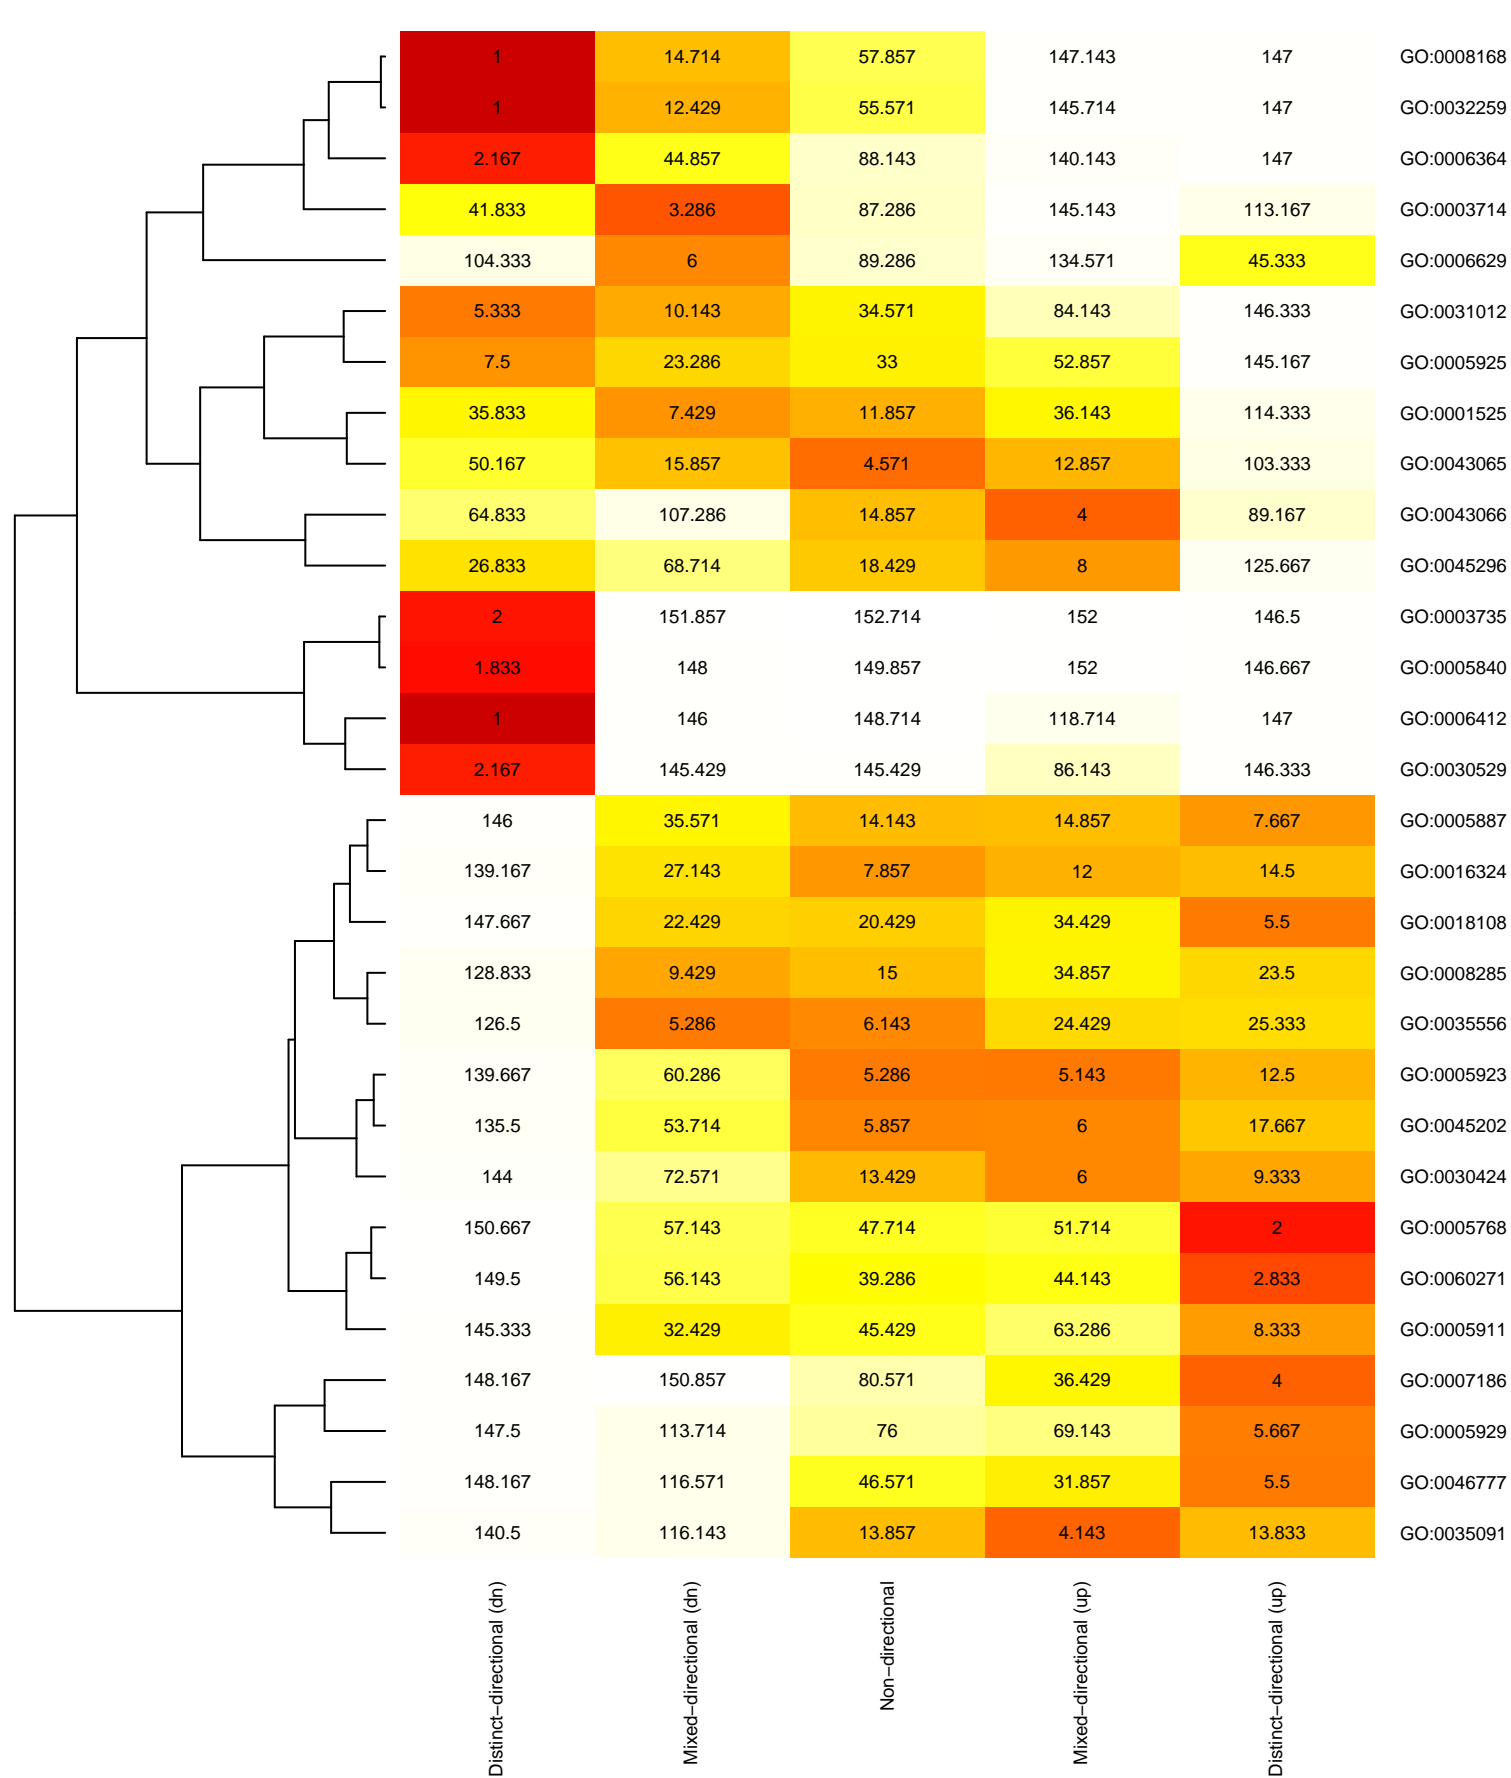 1 14.714 57.857 147.143 147 GO:0008168
1 12.429 55.571 145.714 147 GO:0032259
2.167 44.857 88.143 140.143 147 GO:0006364
41.833 3.286 87.286 145.143 113.167 GO:0003714
104.333 6 89.286 134.571 45.333 GO:0006629
5.333 10.143 34.571 84.143 146.333 GO:0031012
7.5 23.286 33 52.857 145.167 GO:0005925
35.833 7.429 11.857 36.143 114.333 GO:0001525
50.167 15.857 4.571 12.857 103.333 GO:0043065
64.833 107.286 14.857 4 89.167 GO:0043066
26.833 68.714 18.429 8 125.667 GO:0045296
2 151.857 152.714 152 146.5 GO:0003735
1.833 148 149.857 152 146.667 GO:0005840
1 146 148.714 118.714 147 GO:0006412
2.167 145.429 145.429 86.143 146.333 GO:0030529
146 35.571 14.143 14.857 7.667 GO:0005887
139.167 27.143 7.857 12 14.5 GO:0016324
147.667 22.429 20.429 34.429 5.5 GO:0018108
128.833 9.429 15 34.857 23.5 GO:0008285
126.5 5.286 6.143 24.429 25.333 GO:0035556
139.667 60.286 5.286 5.143 12.5 GO:0005923
135.5 53.714 5.857 6 17.667 GO:0045202
144 72.571 13.429 6 9.333 GO:0030424
150.667 57.143 47.714 51.714 2 GO:0005768
149.5 56.143 39.286 44.143 2.833 GO:0060271
145.333 32.429 45.429 63.286 8.333 GO:0005911
148.167 150.857 80.571 36.429 4 GO:0007186
147.5 113.714 76 69.143 5.667 GO:0005929
148.167 116.571 46.571 31.857 5.5 GO:0046777
140.5 116.143 13.857 4.143 13.833 GO:0035091
Distinct−directional (dn)
Mixed−directional (dn)
Non−directional
Mixed−directional (up)
Distinct−directional (up)